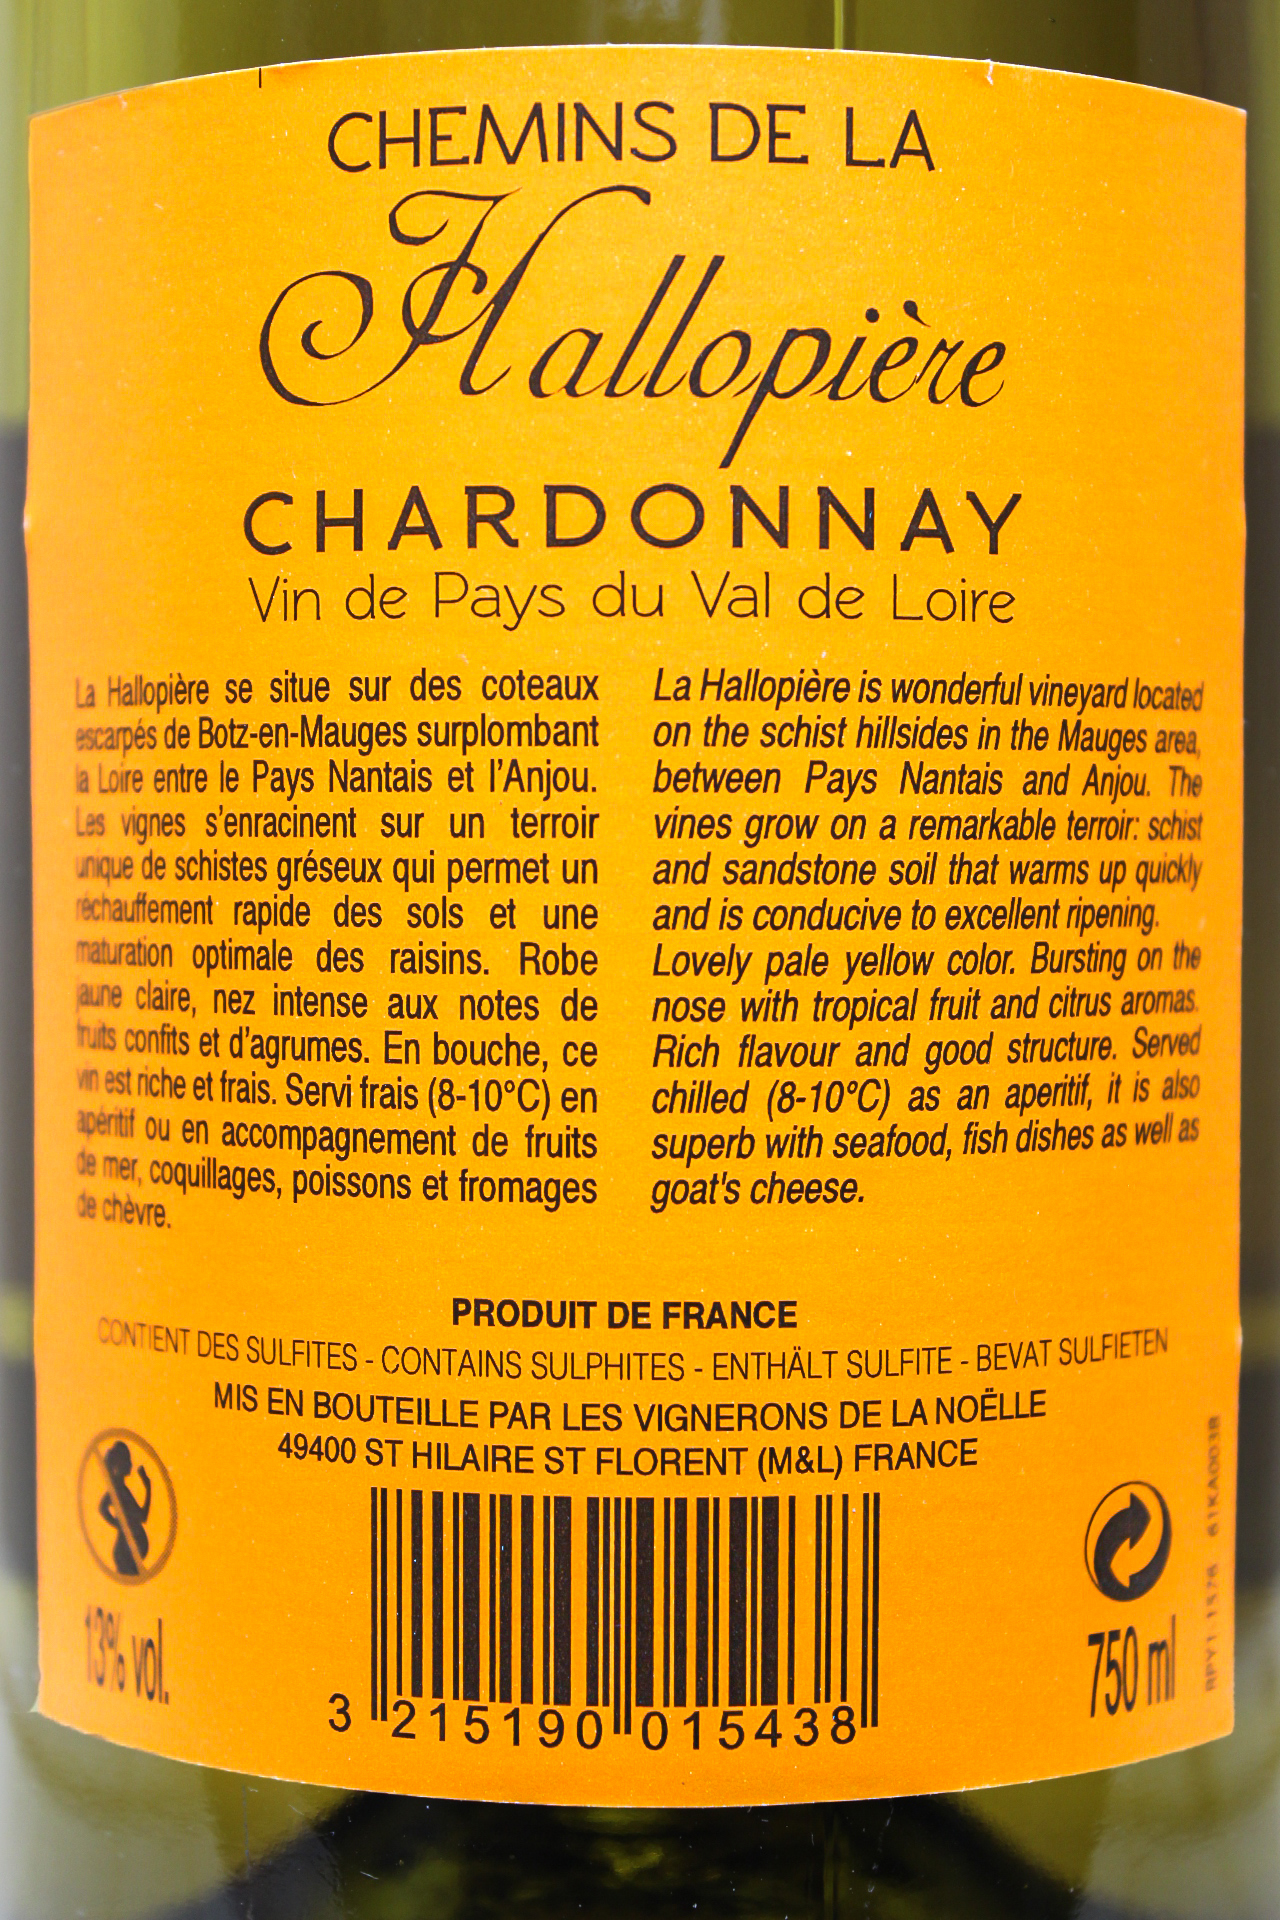 CHEMINS DE LA
Hallopière
CHARDONNAY
Vin de Pays du Val de Loire
La Hallopière se situe sur des coteaux
escarpés de Botz-en-Mauges surplombant
la Loire entre le Pays Nantais et l'Anjou.
Les vignes s'enracinent sur un terroir
unique de schistes gréseux qui permet un
réchauffement rapide des sols et une
maturation optimale des raisins. Robe
jaune claire, nez intense aux notes de
fruits confits et d'agrumes. En bouche, ce
vin est riche et frais. Servi frais (8-10°C) en
apéritif ou en accompagnement de fruits
de mer, coquillages, poissons et fromages
de chèvre.
La Hallopière is wonderful vineyard located
on the schist hillsides in the Mauges area,
between Pays Nantais and Anjou. The
vines grow on a remarkable terroir: schist
and sandstone soil that warms up quickly
and is conducive to excellent ripening.
Lovely pale yellow color. Bursting on the
nose with tropical fruit and citrus aromas.
Rich flavour and good structure. Served
chilled (8-10°C) as an aperitif, it is also
superb with seafood, fish dishes as well as
goat's cheese.
PRODUIT DE FRANCE
CONTIENT DES SULFITES - CONTAINS SULPHITES - ENTHÄLT SULFITE - BEVAT SULFIETEN
MIS EN BOUTEILLE PAR LES VIGNERONS DE LA NOËLLE
49400 ST HILAIRE ST FLORENT (M&L) FRANCE
13% vol.
3 215190 015438
750 ml